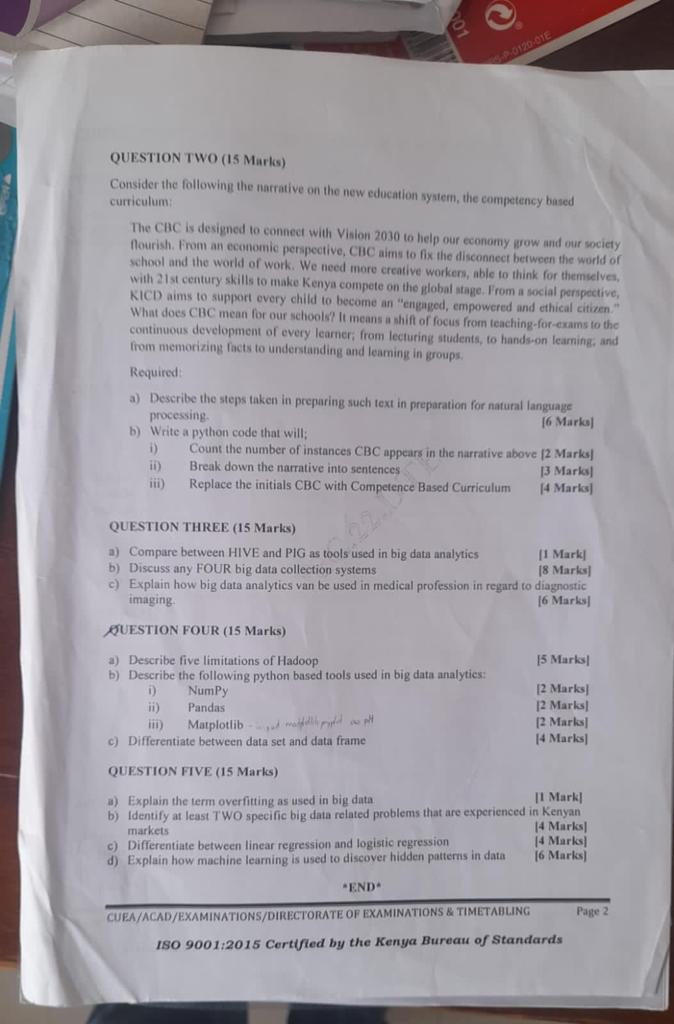 001
P-0120-01E
QUESTION TWO (15 Marks)
Consider the following the narrative on the new education system, the competency based
curriculum:
The CBC is designed to connect with Vision 2030 to help our economy grow and our society
flourish. From an economic perspective, CBC aims to fix the disconnect between the world of
school and the world of work. We need more creative workers, able to think for themselves,
with 21st century skills to make Kenya compete on the global stage. From a social perspective,
KICD aims to support every child to become an "engaged, empowered and ethical citizen."
What does CBC mean for our schools? It means a shift of focus from teaching-for-exams to the
continuous development of every learner; from lecturing students, to hands-on learning; and
from memorizing facts to understanding and learning in groups.
Required:
a) Describe the steps taken in preparing such text in preparation for natural language
processing. [6 Marks]
b) Write a python code that will;
i) Count the number of instances CBC appears in the narrative above [2 Marks]
ii) Break down the narrative into sentences [3 Marks]
iii) Replace the initials CBC with Competence Based Curriculum [4 Marks]
QUESTION THREE (15 Marks)
a) Compare between HIVE and PIG as tools used in big data analytics [1 Mark]
b) Discuss any FOUR big data collection systems [8 Marks]
c) Explain how big data analytics van be used in medical profession in regard to diagnostic
imaging. [6 Marks]
QUESTION FOUR (15 Marks)
a) Describe five limitations of Hadoop [5 Marks]
b) Describe the following python based tools used in big data analytics:
i) NumPy [2 Marks]
ii) Pandas [2 Marks]
iii) Matplotlib [2 Marks]
c) Differentiate between data set and data frame [4 Marks]
QUESTION FIVE (15 Marks)
a) Explain the term overfitting as used in big data [1 Mark]
b) Identify at least TWO specific big data related problems that are experienced in Kenyan
markets [4 Marks]
c) Differentiate between linear regression and logistic regression [4 Marks]
d) Explain how machine learning is used to discover hidden patterns in data [6 Marks]
*END*
CUEA/ACAD/EXAMINATIONS/DIRECTORATE OF EXAMINATIONS & TIMETABLING Page 2
ISO 9001:2015 Certified by the Kenya Bureau of Standards